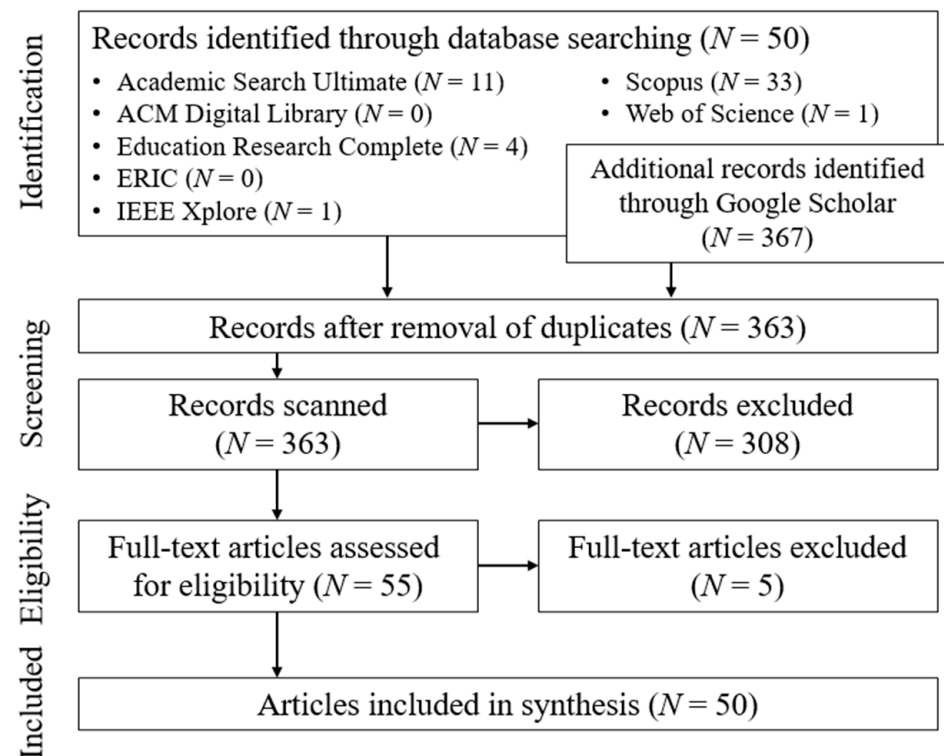 Identification
Records identified through database searching (N = 50)
• Academic Search Ultimate (N = 11)
• ACM Digital Library (N = 0)
• Education Research Complete (N = 4)
• ERIC (N = 0)
• IEEE Xplore (N = 1)
• Scopus (N = 33)
• Web of Science (N = 1)
Additional records identified
through Google Scholar
(N = 367)
Screening
Records after removal of duplicates (N = 363)
Records scanned
(N = 363)
Records excluded
(N = 308)
Eligibility
Full-text articles assessed
for eligibility (N = 55)
Full-text articles excluded
(N = 5)
Included
Articles included in synthesis (N = 50)